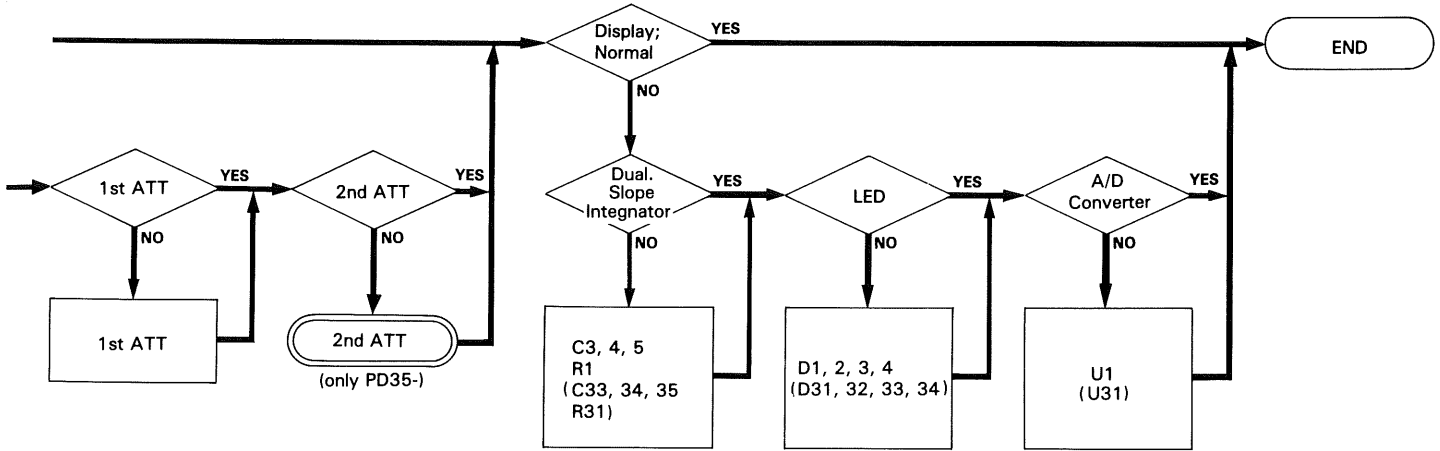 Display;
Normal
YES
NO
END
1st ATT
YES
NO
2nd ATT
YES
NO
Dual.
Slope
Integnator
YES
NO
LED
YES
NO
A/D
Converter
YES
NO
1st ATT
2nd ATT
(only PD35-)
C3, 4, 5
R1
(C33, 34, 35
R31)
D1, 2, 3, 4
(D31, 32, 33, 34)
U1
(U31)